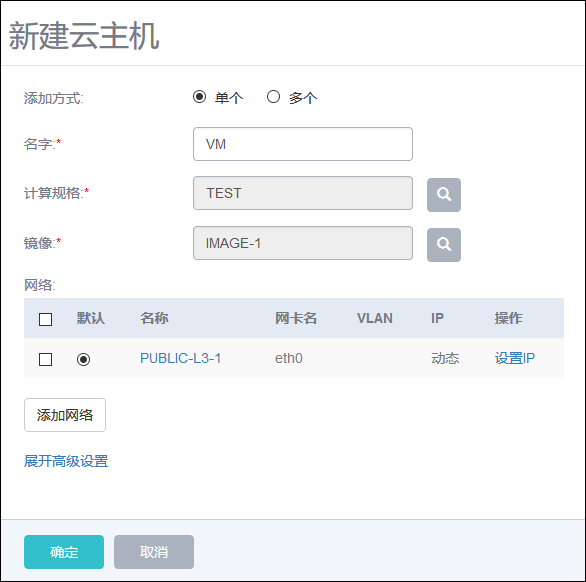 新建云主机
添加方式: 单个 多个
名字:* VM
计算规格:* TEST
镜像:* IMAGE-1
网络:
默认 名称 网卡名 VLAN IP 操作
PUBLIC-L3-1 eth0 动态 设置IP
添加网络
展开高级设置
确定 取消